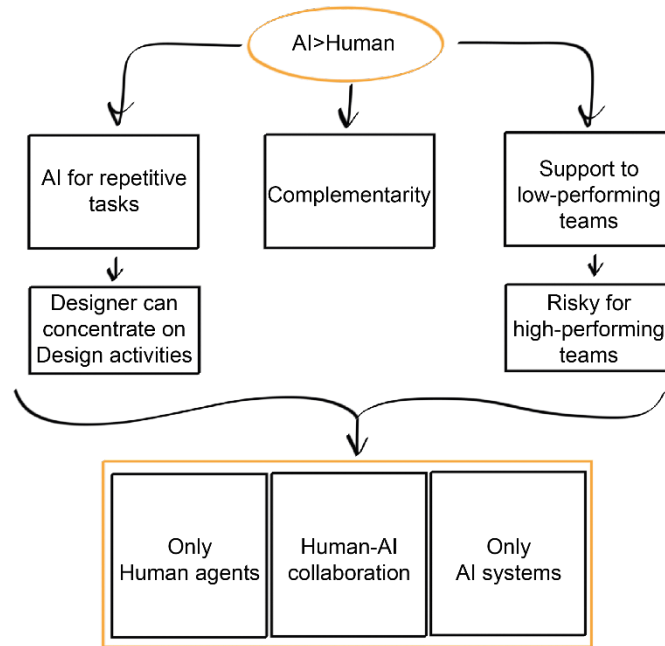 AI>Human
AI for repetitive
tasks
Complementarity
Support to
low-performing
teams
Designer can
concentrate on
Design activities
Risky for
high-performing
teams
Only
Human agents
Human-AI
collaboration
Only
AI systems